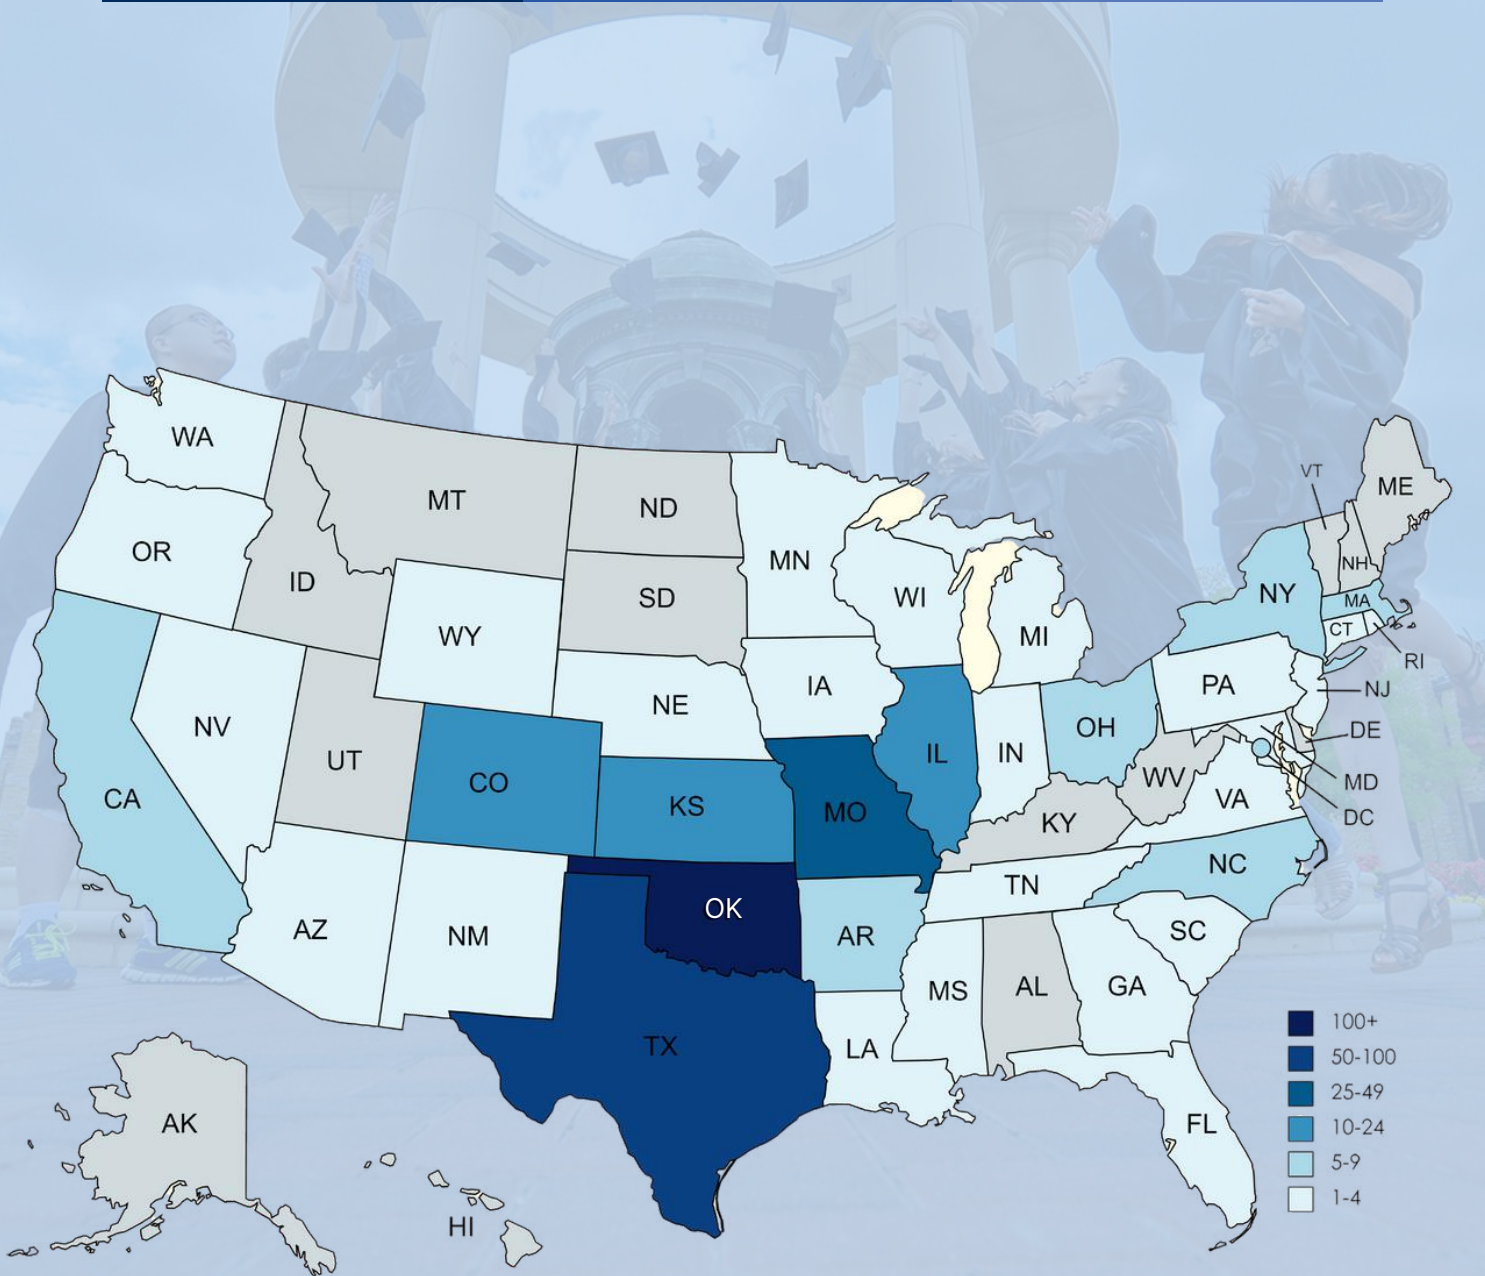 WA
MT
ND
MN
OR
ID
SD
WI
MI
VT
ME
NH
NY
MA
CT
RI
WY
NE
IA
PA
NJ
NV
UT
CO
KS
MO
IL
IN
OH
WV
VA
DE
MD
DC
CA
KY
NC
AZ
NM
OK
AR
TN
SC
TX
LA
MS
AL
GA
FL
AK
HI
100+
50-100
25-49
10-24
5-9
1-4